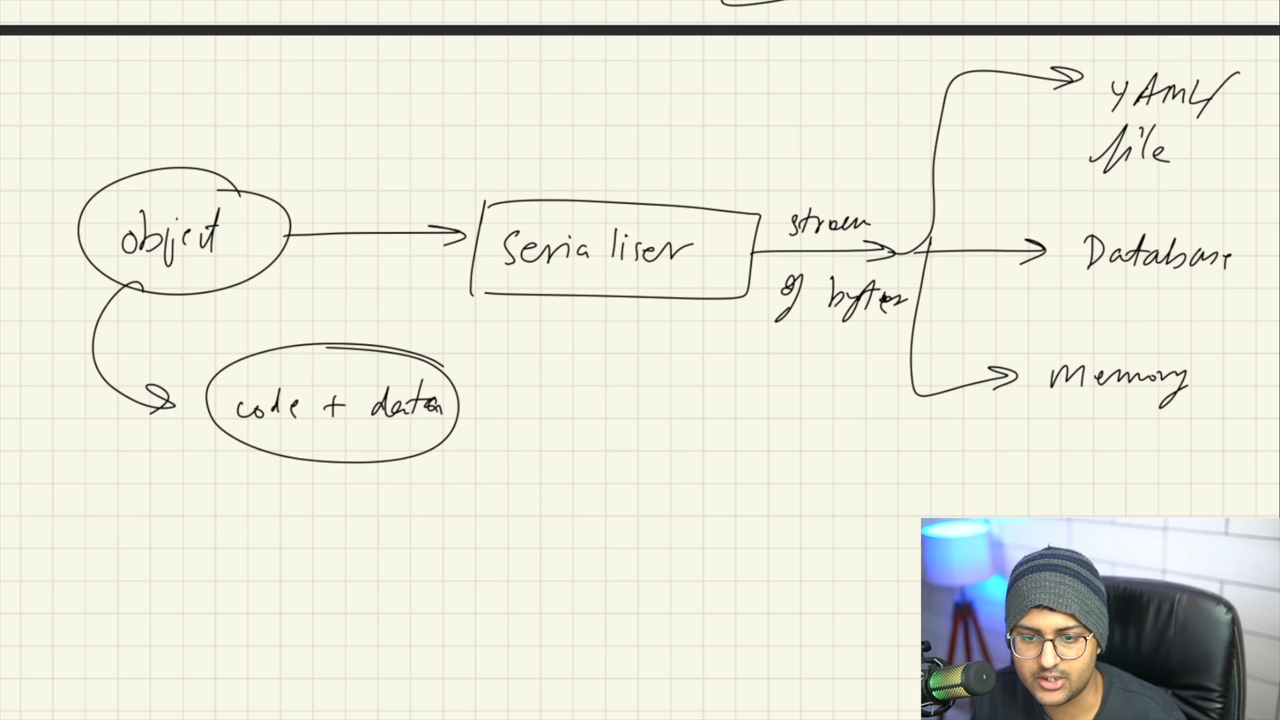 object
serialiser
stream
of bytes
YAML
file
Database
Memory
code + data